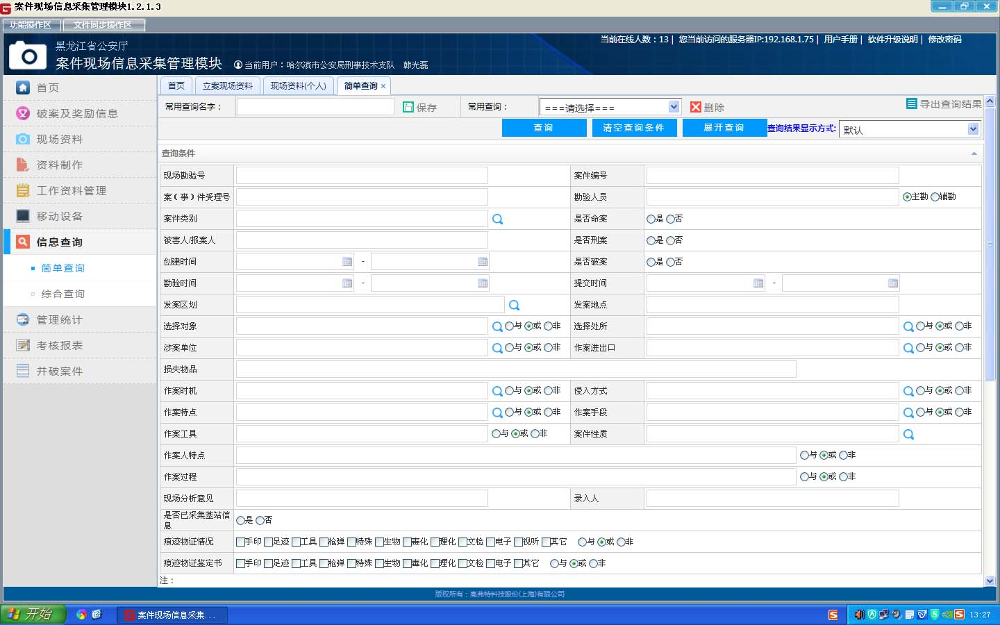 案件现场信息采集管理模块1.2.1.3
功能操作区 文件同步操作区
当前在线人数：13 | 您当前访问的服务器IP:192.168.1.75 | 用户手册 | 软件升级说明 | 修改密码
黑龙江省公安厅
案件现场信息采集管理模块 当前用户：哈尔滨市公安局刑事技术支队 韩光磊
首页
破案及奖励信息
现场资料
资料制作
工作资料管理
移动设备
信息查询
简单查询
综合查询
管理统计
考核报表
并破案件
首页 立案现场资料 现场资料(个人) 简单查询 ×
常用查询名字： 保存 常用查询： ===请选择=== 删除 导出查询结果
查询 清空查询条件 展开查询 查询结果显示方式: 默认
查询条件
现场勘验号 案件编号
案（事）件受理号 勘验人员 主勘 辅勘
案件类别 是否命案 是 否
被害人/报案人 是否刑案 是 否
创建时间 - 是否破案 是 否
勘验时间 - 提交时间 -
发案区划 发案地点
选择对象 与 或 非 选择处所 与 或 非
涉案单位 与 或 非 作案进出口 与 或 非
损失物品
作案时机 与 或 非 侵入方式 与 或 非
作案特点 与 或 非 作案手段 与 或 非
作案工具 与 或 非 案件性质
作案人特点 与 或 非
作案过程 与 或 非
现场分析意见 录入人
是否已采集基站信
息 是 否
痕迹物证情况 手印 足迹 工具 枪弹 特殊 生物 毒化 理化 文检 电子 视听 其它 与 或 非
痕迹物证鉴定书 手印 足迹 工具 枪弹 特殊 生物 毒化 理化 文检 电子 其它 与 或 非
注：
版权所有：高弗特科技股份(上海)有限公司
开始 案件现场信息采集... 13:27